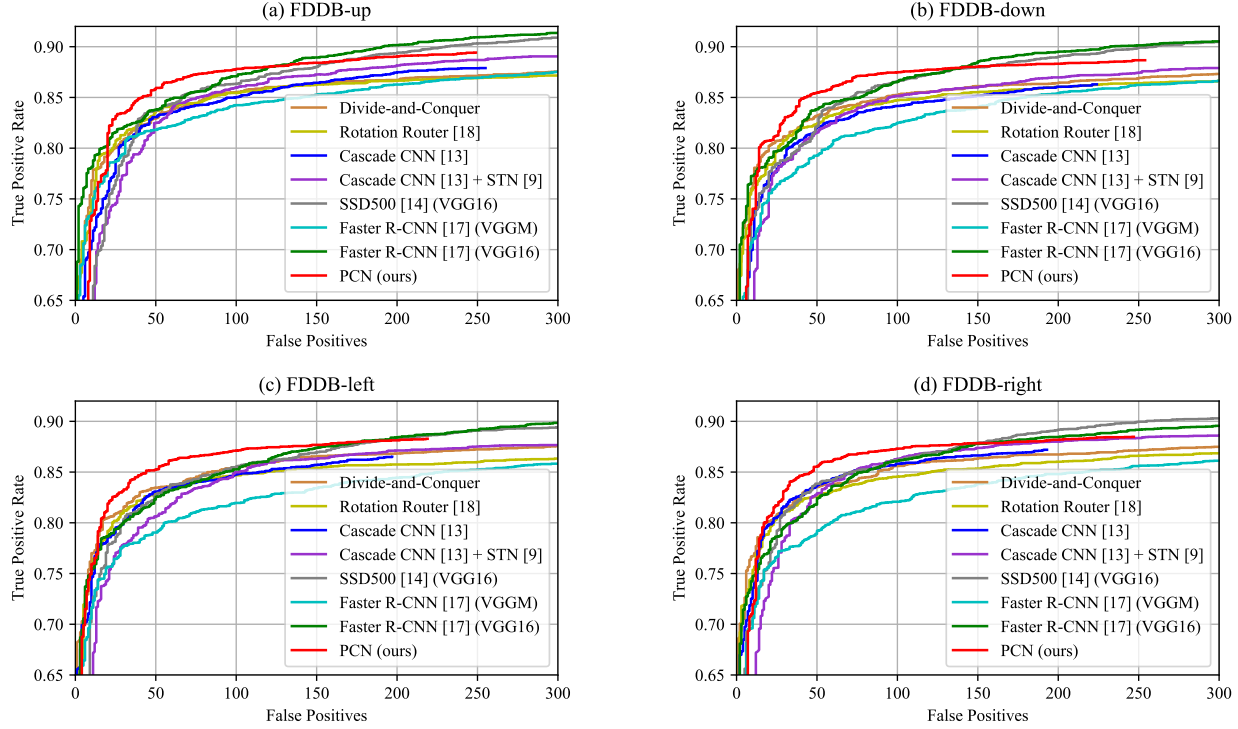 (a) FDDB-up
True Positive Rate
0.90
0.85
0.80
0.75
0.70
0.65
0 50 100 150 200 250 300
False Positives
Divide-and-Conquer
Rotation Router [18]
Cascade CNN [13]
Cascade CNN [13] + STN [9]
SSD500 [14] (VGG16)
Faster R-CNN [17] (VGGM)
Faster R-CNN [17] (VGG16)
PCN (ours)
(b) FDDB-down
True Positive Rate
0.90
0.85
0.80
0.75
0.70
0.65
0 50 100 150 200 250 300
False Positives
Divide-and-Conquer
Rotation Router [18]
Cascade CNN [13]
Cascade CNN [13] + STN [9]
SSD500 [14] (VGG16)
Faster R-CNN [17] (VGGM)
Faster R-CNN [17] (VGG16)
PCN (ours)
(c) FDDB-left
True Positive Rate
0.90
0.85
0.80
0.75
0.70
0.65
0 50 100 150 200 250 300
False Positives
Divide-and-Conquer
Rotation Router [18]
Cascade CNN [13]
Cascade CNN [13] + STN [9]
SSD500 [14] (VGG16)
Faster R-CNN [17] (VGGM)
Faster R-CNN [17] (VGG16)
PCN (ours)
(d) FDDB-right
True Positive Rate
0.90
0.85
0.80
0.75
0.70
0.65
0 50 100 150 200 250 300
False Positives
Divide-and-Conquer
Rotation Router [18]
Cascade CNN [13]
Cascade CNN [13] + STN [9]
SSD500 [14] (VGG16)
Faster R-CNN [17] (VGGM)
Faster R-CNN [17] (VGG16)
PCN (ours)